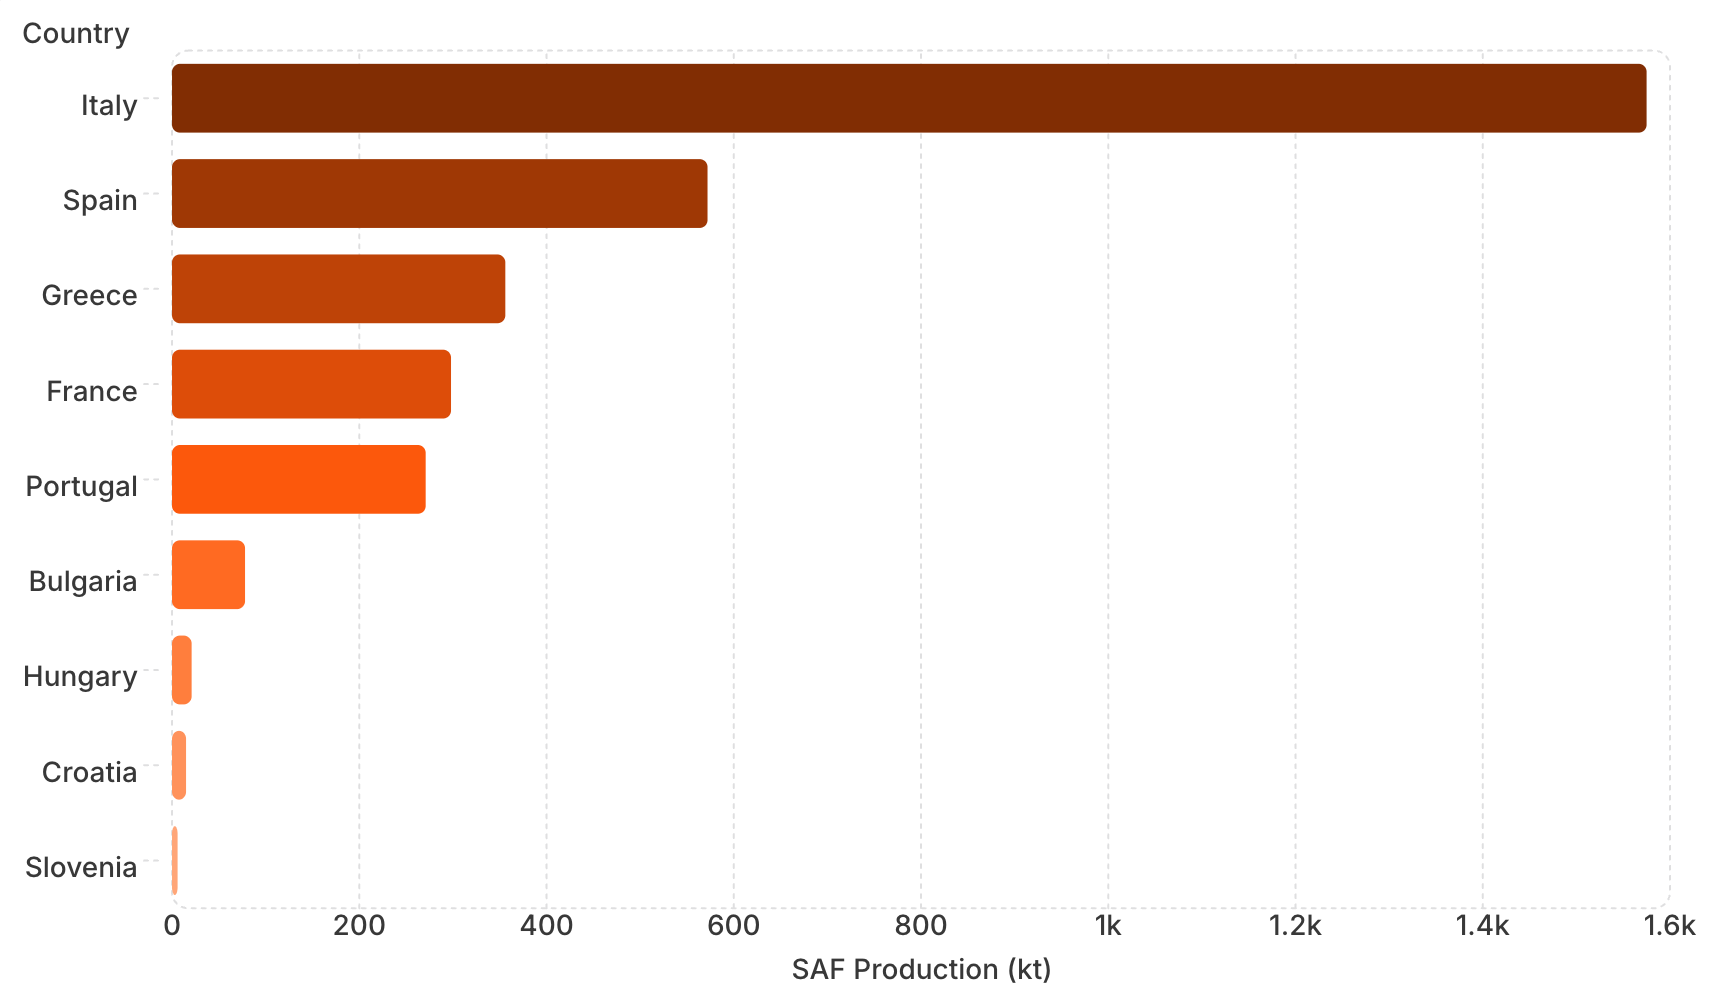 Country
Italy
Spain
Greece
France
Portugal
Bulgaria
Hungary
Croatia
Slovenia
0 200 400 600 800 1k 1.2k 1.4k 1.6k
SAF Production (kt)